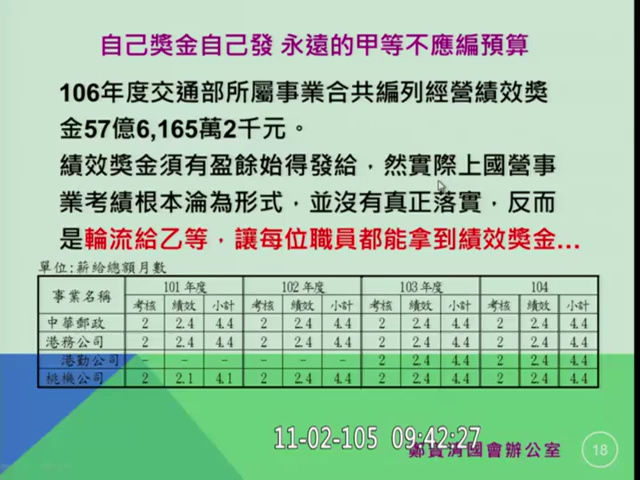 自己獎金自己發 永遠的甲等不應編預算
106年度交通部所屬事業合共編列經營績效獎
金57億6,165萬2千元。
績效獎金須有盈餘始得發給，然實際上國營事
業考績根本淪為形式，並沒有真正落實，反而
是輪流給乙等，讓每位職員都能拿到績效獎金...
單位:薪給總額月數
事業名稱 101 年度 102 年度 103 年度 104
考核 績效 小計 考核 績效 小計 考核 績效 小計 考核 績效 小計
中華郵政 2 2.4 4.4 2 2.4 4.4 2 2.4 4.4 2 2.4 4.4
港務公司 2 2.4 4.4 2 2.4 4.4 2 2.4 4.4 2 2.4 4.4
港勤公司 - - - - - - 2 2.4 4.4 2 2.4 4.4
桃機公司 2 2.1 4.1 2 2.4 4.4 2 2.4 4.4 2 2.4 4.4
11-02-105 09:42:27
鄭寶清國會辦公室 18